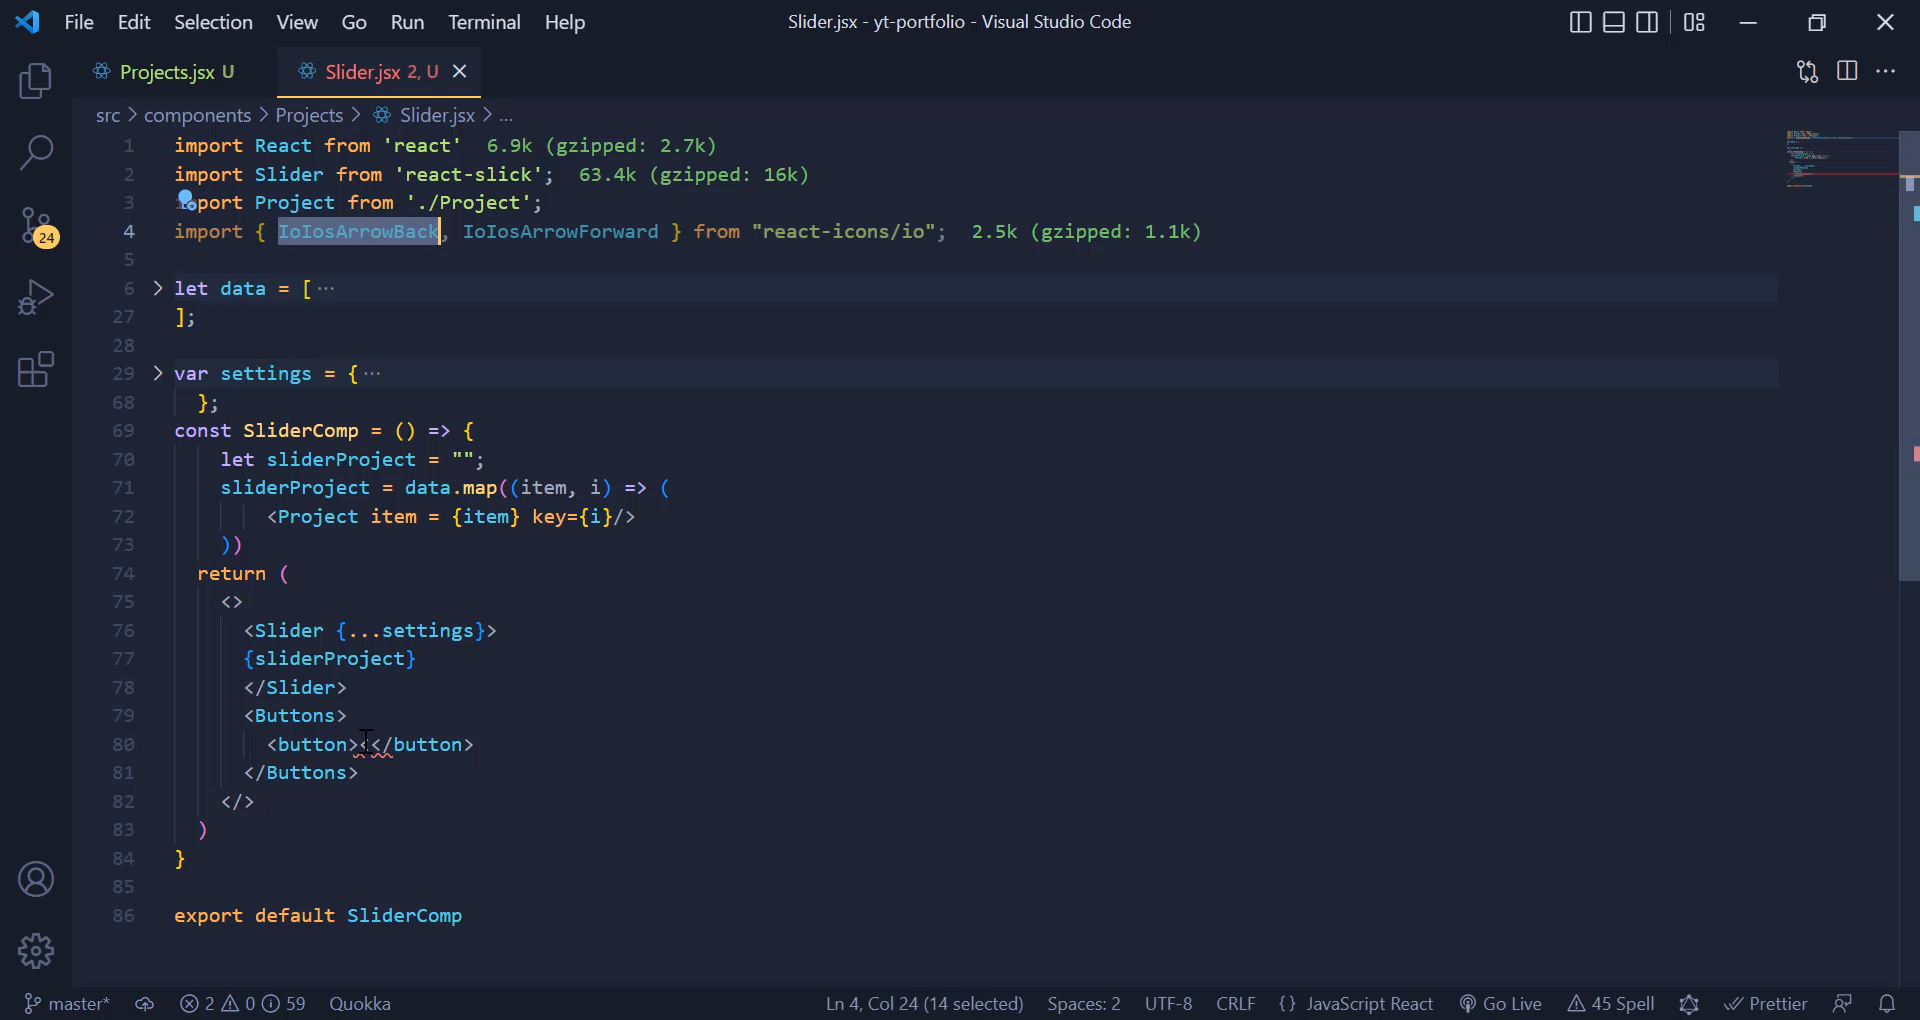 File Edit Selection View Go Run Terminal Help
Slider.jsx - yt-portfolio - Visual Studio Code
Projects.jsx U
Slider.jsx 2, U
src > components > Projects > Slider.jsx > ...
1 import React from 'react' 6.9k (gzipped: 2.7k)
2 import Slider from 'react-slick'; 63.4k (gzipped: 16k)
3 import Project from './Project';
4 import { IoIosArrowBack, IoIosArrowForward } from "react-icons/io"; 2.5k (gzipped: 1.1k)
5
6 let data = [ ...
27 ];
28
29 var settings = { ...
68 };
69 const SliderComp = () => {
70 let sliderProject = "";
71 sliderProject = data.map((item, i) => (
72 <Project item = {item} key={i}/>
73 ))
74 return (
75 <>
76 <Slider {...settings}>
77 {sliderProject}
78 </Slider>
79 <Buttons>
80 <button><</button>
81 </Buttons>
82 </>
83 )
84 }
85
86 export default SliderComp
24
master* 2 0 59 Quokka Ln 4, Col 24 (14 selected) Spaces: 2 UTF-8 CRLF {} JavaScript React Go Live 45 Spell Prettier